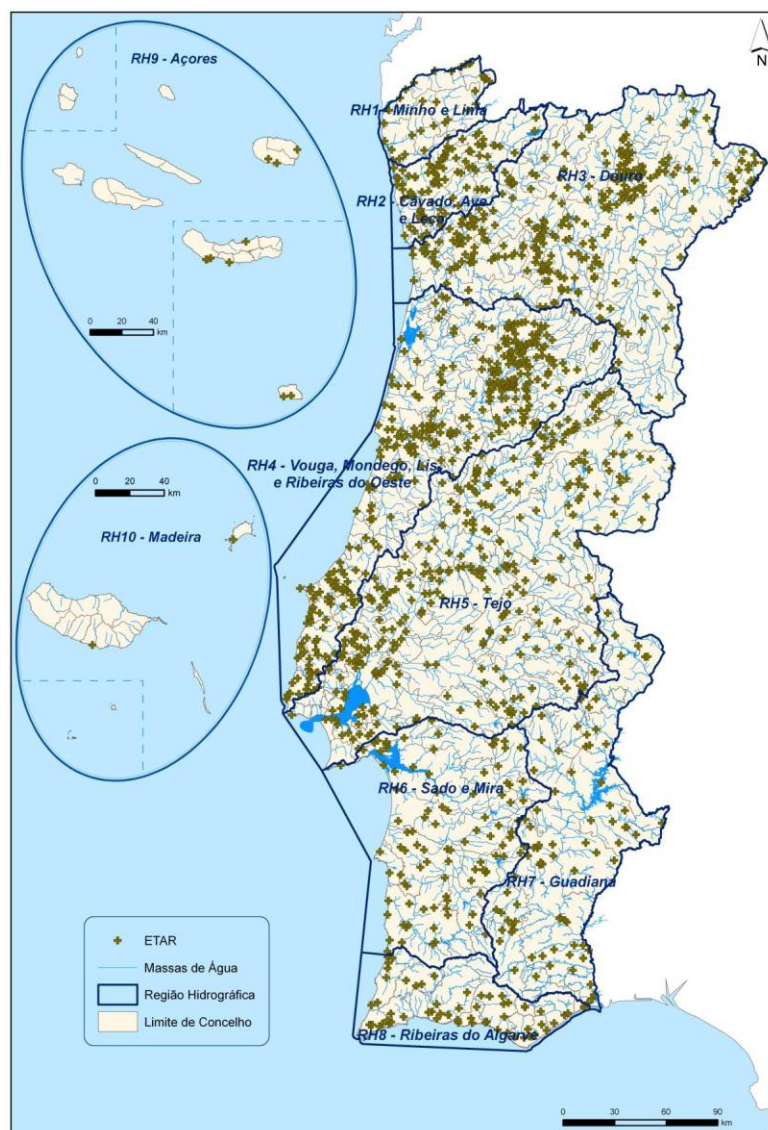 RH9 - Açores
N
RH1 - Minho e Lima
RH3 - Douro
RH2 - Cávado, Ave
e Leça
0 20 40
km
RH4 - Vouga, Mondego, Lis
e Ribeiras do Oeste
0 20 40
km
RH10 - Madeira
RH5 - Tejo
RH6 - Sado e Mira
RH7 - Guadiana
ETAR
Massas de Água
Região Hidrográfica
Limite de Concelho
RH8 - Ribeiras do Algarve
0 30 60 90
km